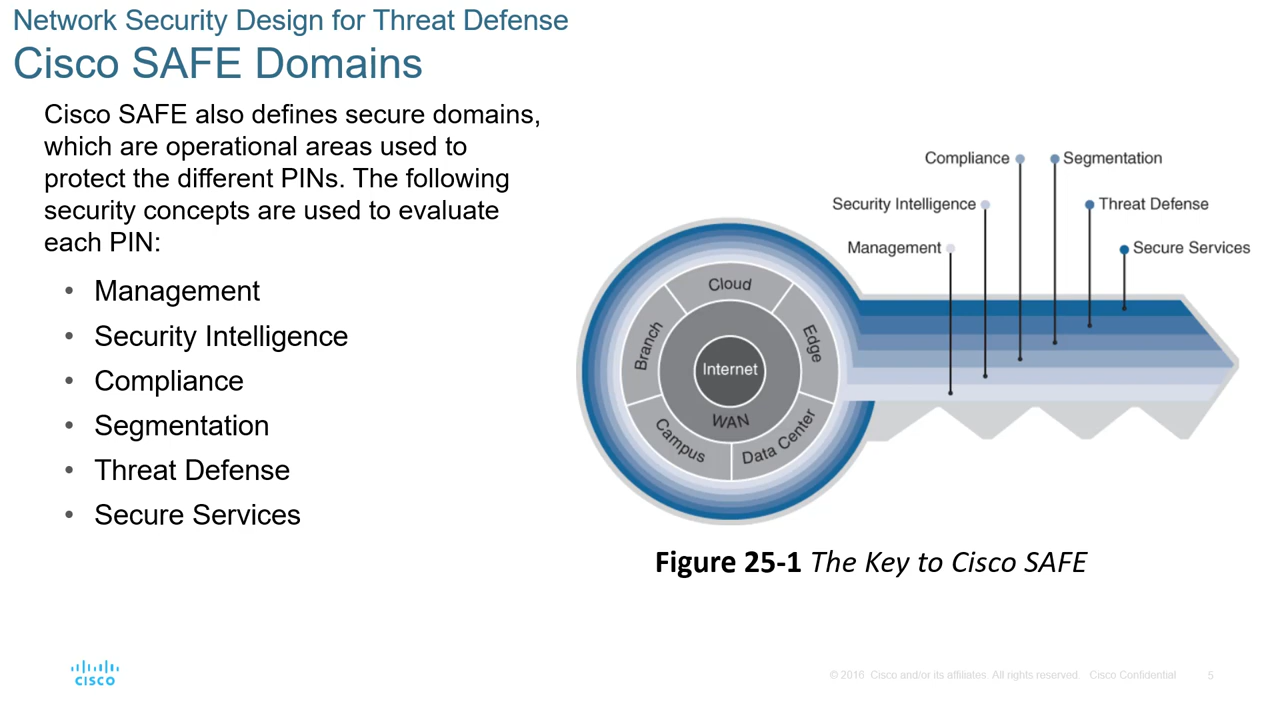 Network Security Design for Threat Defense
Cisco SAFE Domains
Cisco SAFE also defines secure domains,
which are operational areas used to
protect the different PINs. The following
security concepts are used to evaluate
each PIN:
• Management
• Security Intelligence
• Compliance
• Segmentation
• Threat Defense
• Secure Services
Compliance
Segmentation
Security Intelligence
Threat Defense
Management
Secure Services
Cloud
Branch
Edge
Internet
WAN
Campus
Data Center
Figure 25-1 The Key to Cisco SAFE
CISCO
© 2016 Cisco and/or its affiliates. All rights reserved. Cisco Confidential
5